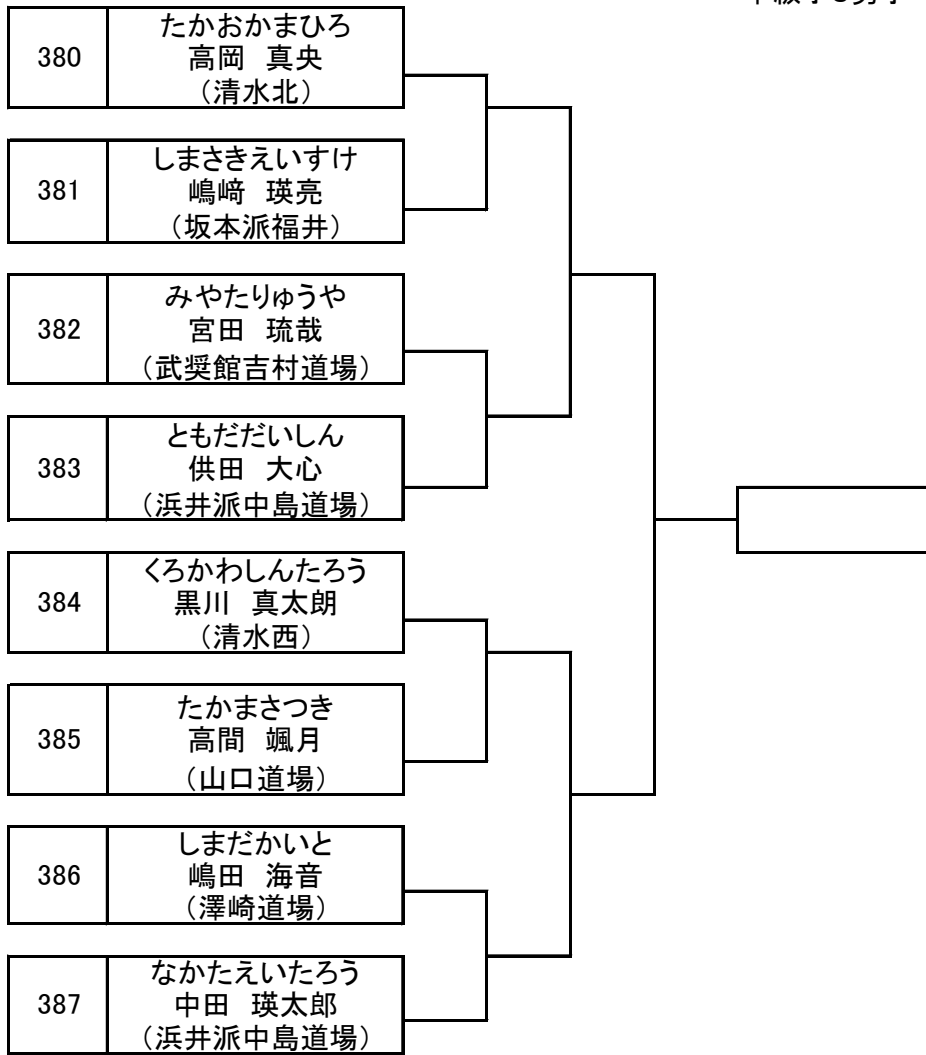 380
たかおかまひろ
高岡　真央
（清水北）
381
しまさきえいすけ
嶋﨑　瑛亮
（坂本派福井）
382
みやたりゅうや
宮田　琉哉
（武奨館吉村道場）
383
ともだだいしん
供田　大心
（浜井派中島道場）
384
くろかわしんたろう
黒川　真太朗
（清水西）
385
たかまさつき
高間　颯月
（山口道場）
386
しまだかいと
嶋田　海音
（澤崎道場）
387
なかたえいたろう
中田　瑛太郎
（浜井派中島道場）